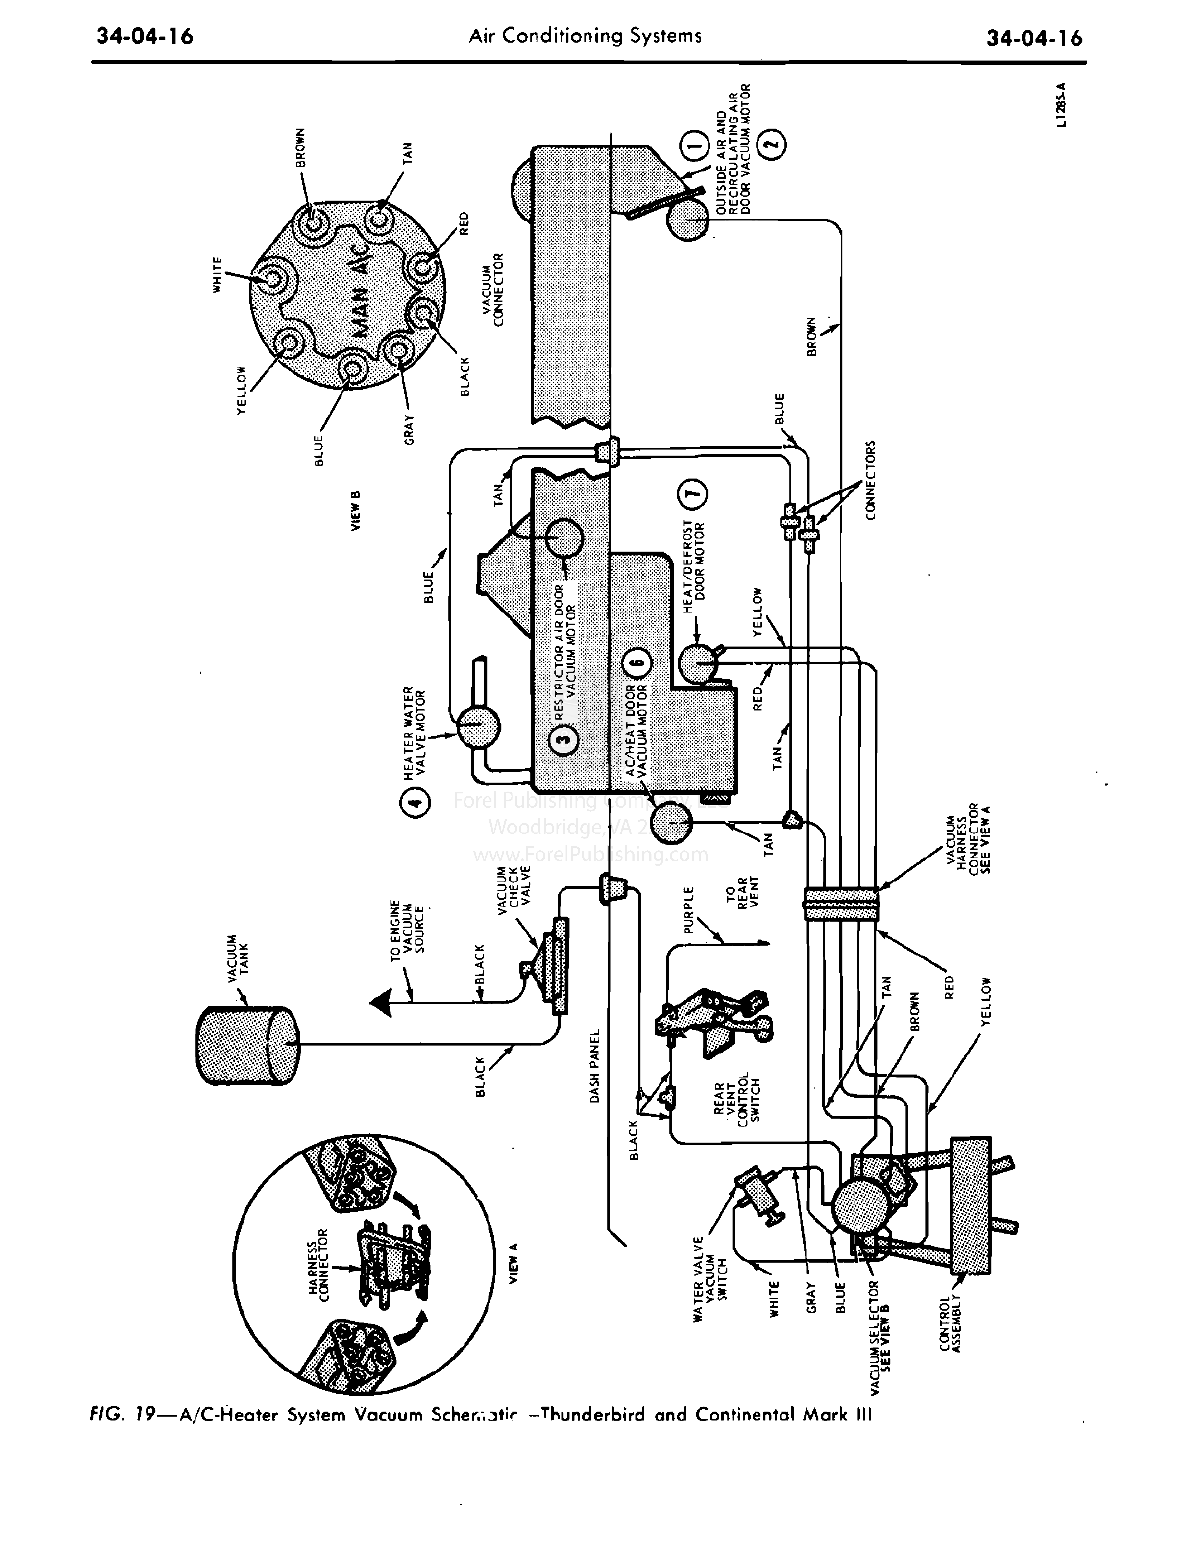 34-04-16
Air Conditioning Systems
34-04-16
L1285-A
BROWN
TAN
WHITE
RED
YELLOW
BLUE
GRAY
BLACK
MAN A/C
VACUUM
CONNECTOR
VIEW B
OUTSIDE AIR AND
RECIRCULATING AIR
DOOR VACUUM MOTOR
1
2
BROWN
BLUE
CONNECTORS
TAN
BLUE
HEAT/DEFROST
DOOR MOTOR
7
RESTRICTOR AIR DOOR
VACUUM MOTOR
3
AC/HEAT DOOR
VACUUM MOTOR
6
HEATER WATER
VALVE MOTOR
4
YELLOW
RED
TAN
TAN
Forel Publishing Com
Woodbridge, VA 2
www.ForelPublishing.com
VACUUM
HARNESS
CONNECTOR
SEE VIEW A
VACUUM
TANK
TO ENGINE
VACUUM
SOURCE
VACUUM
CHECK
VALVE
BLACK
BLACK
DASH PANEL
PURPLE
TO
REAR
VENT
BLACK
REAR
VENT
CONTROL
SWITCH
TAN
BROWN
RED
YELLOW
HARNESS
CONNECTOR
VIEW A
WATER VALVE
VACUUM
SWITCH
WHITE
GRAY
BLUE
VACUUM SELECTOR
SEE VIEW B
CONTROL
ASSEMBLY
FIG. 19—A/C-Heater System Vacuum Schematic —Thunderbird and Continental Mark III